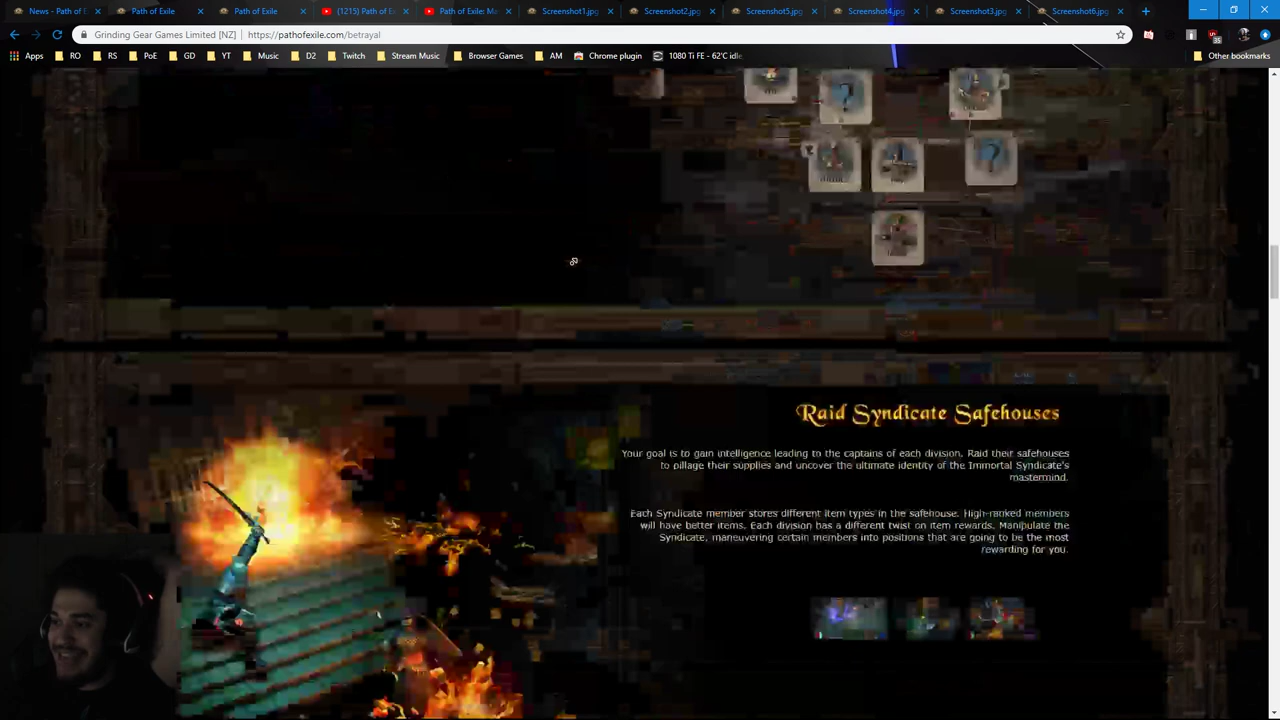 News - Path of E
Path of Exile
Path of Exile
(1215) Path of Ex
Path of Exile: Ma
Screenshot1.jpg
Screenshot2.jpg
Screenshot5.jpg
Screenshot4.jpg
Screenshot3.jpg
Screenshot6.jpg
Grinding Gear Games Limited [NZ] | https://pathofexile.com/betrayal
Apps RO RS PoE GD YT Music D2 Twitch Stream Music Browser Games AM Chrome plugin 1080 Ti FE - 62°C idle Other bookmarks
Raid Syndicate Safehouses
Your goal is to gain intelligence leading to the captains of each division. Raid their safehouses
to pillage their supplies and uncover the ultimate identity of the Immortal Syndicate's
mastermind.
Each Syndicate member stores different item types in the safehouse. High-ranked members
will have better items. Each division has a different twist on item rewards. Manipulate the
Syndicate, maneuvering certain members into positions that are going to be the most
rewarding for you.